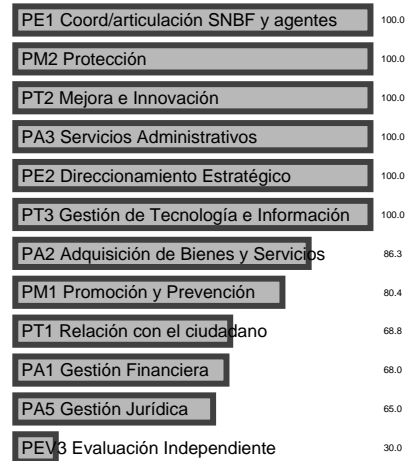 PE1 Coord/articulación SNBF y agentes 100.0
PM2 Protección 100.0
PT2 Mejora e Innovación 100.0
PA3 Servicios Administrativos 100.0
PE2 Direccionamiento Estratégico 100.0
PT3 Gestión de Tecnología e Información 100.0
PA2 Adquisición de Bienes y Servicios 86.3
PM1 Promoción y Prevención 80.4
PT1 Relación con el ciudadano 68.8
PA1 Gestión Financiera 68.0
PA5 Gestión Jurídica 65.0
PEV3 Evaluación Independiente 30.0